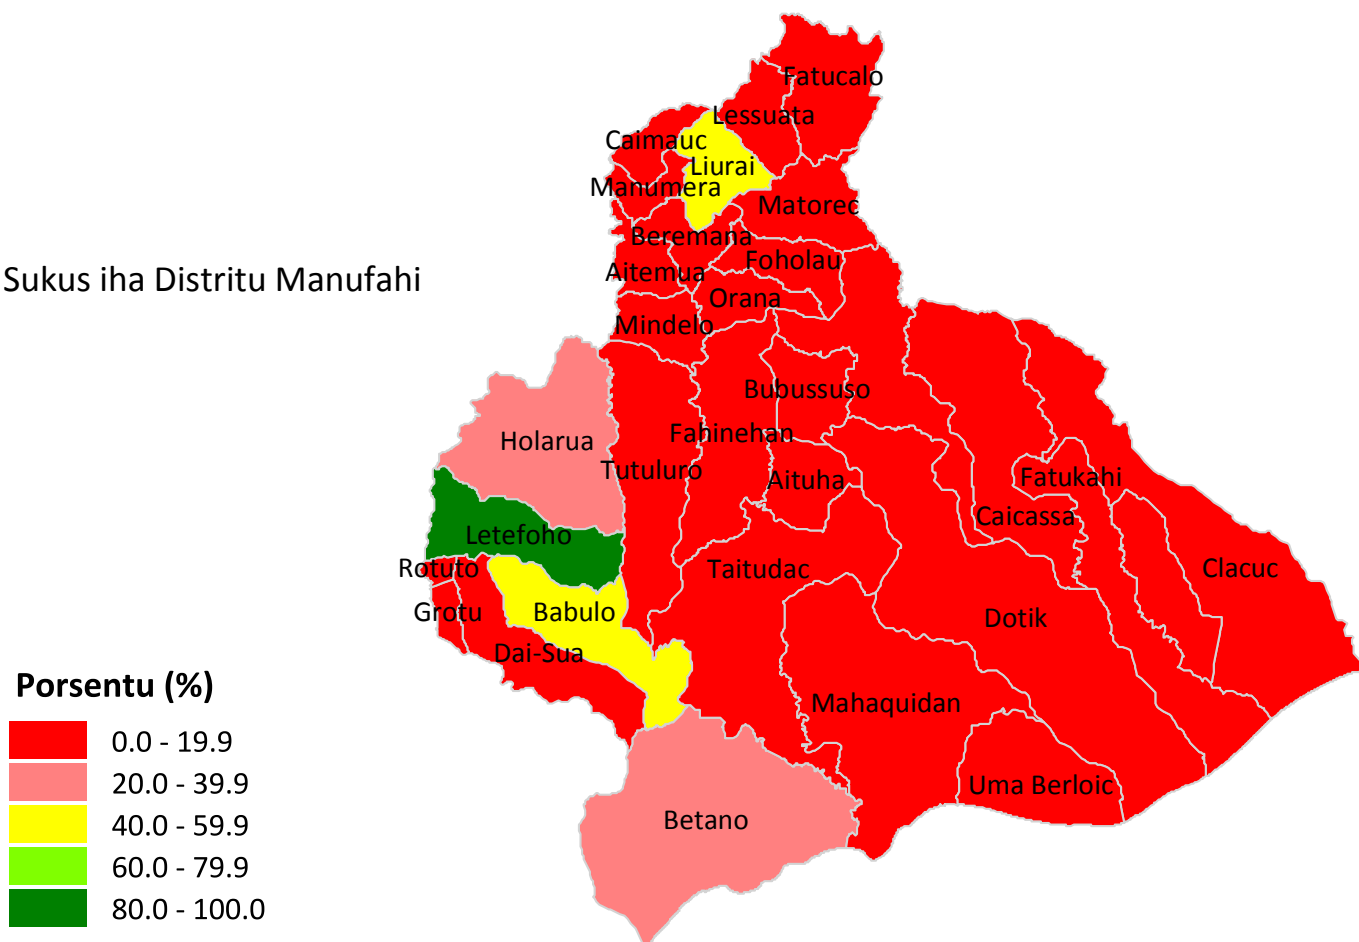 Fatucalo
Lessuata
Caimauc
Liurai
Manumera
Matorec
Beremana
Foholau
Aitemua
Sukus iha Distritu Manufahi
Orana
Mindelo
Bubussuso
Fahinehan
Holarua
Tutuluro
Aituha
Fatukahi
Caicassa
Letefoho
Rotuto
Taitudac
Clacuc
Grotu
Babulo
Dotik
Dai-Sua
Mahaquidan
Uma Berloic
Betano
Porsentu (%)
0.0 - 19.9
20.0 - 39.9
40.0 - 59.9
60.0 - 79.9
80.0 - 100.0